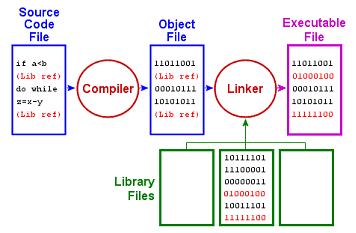 Source
Code
File
if a<b
(Lib ref)
do while
z=x-y
(Lib ref)
Compiler
Object
File
11011001
(Lib ref)
00010111
10101011
(Lib ref)
Linker
Executable
File
11011001
01000100
00010111
10101011
11111100
Library
Files
10111101
11100001
00000011
01000100
10011101
11111100